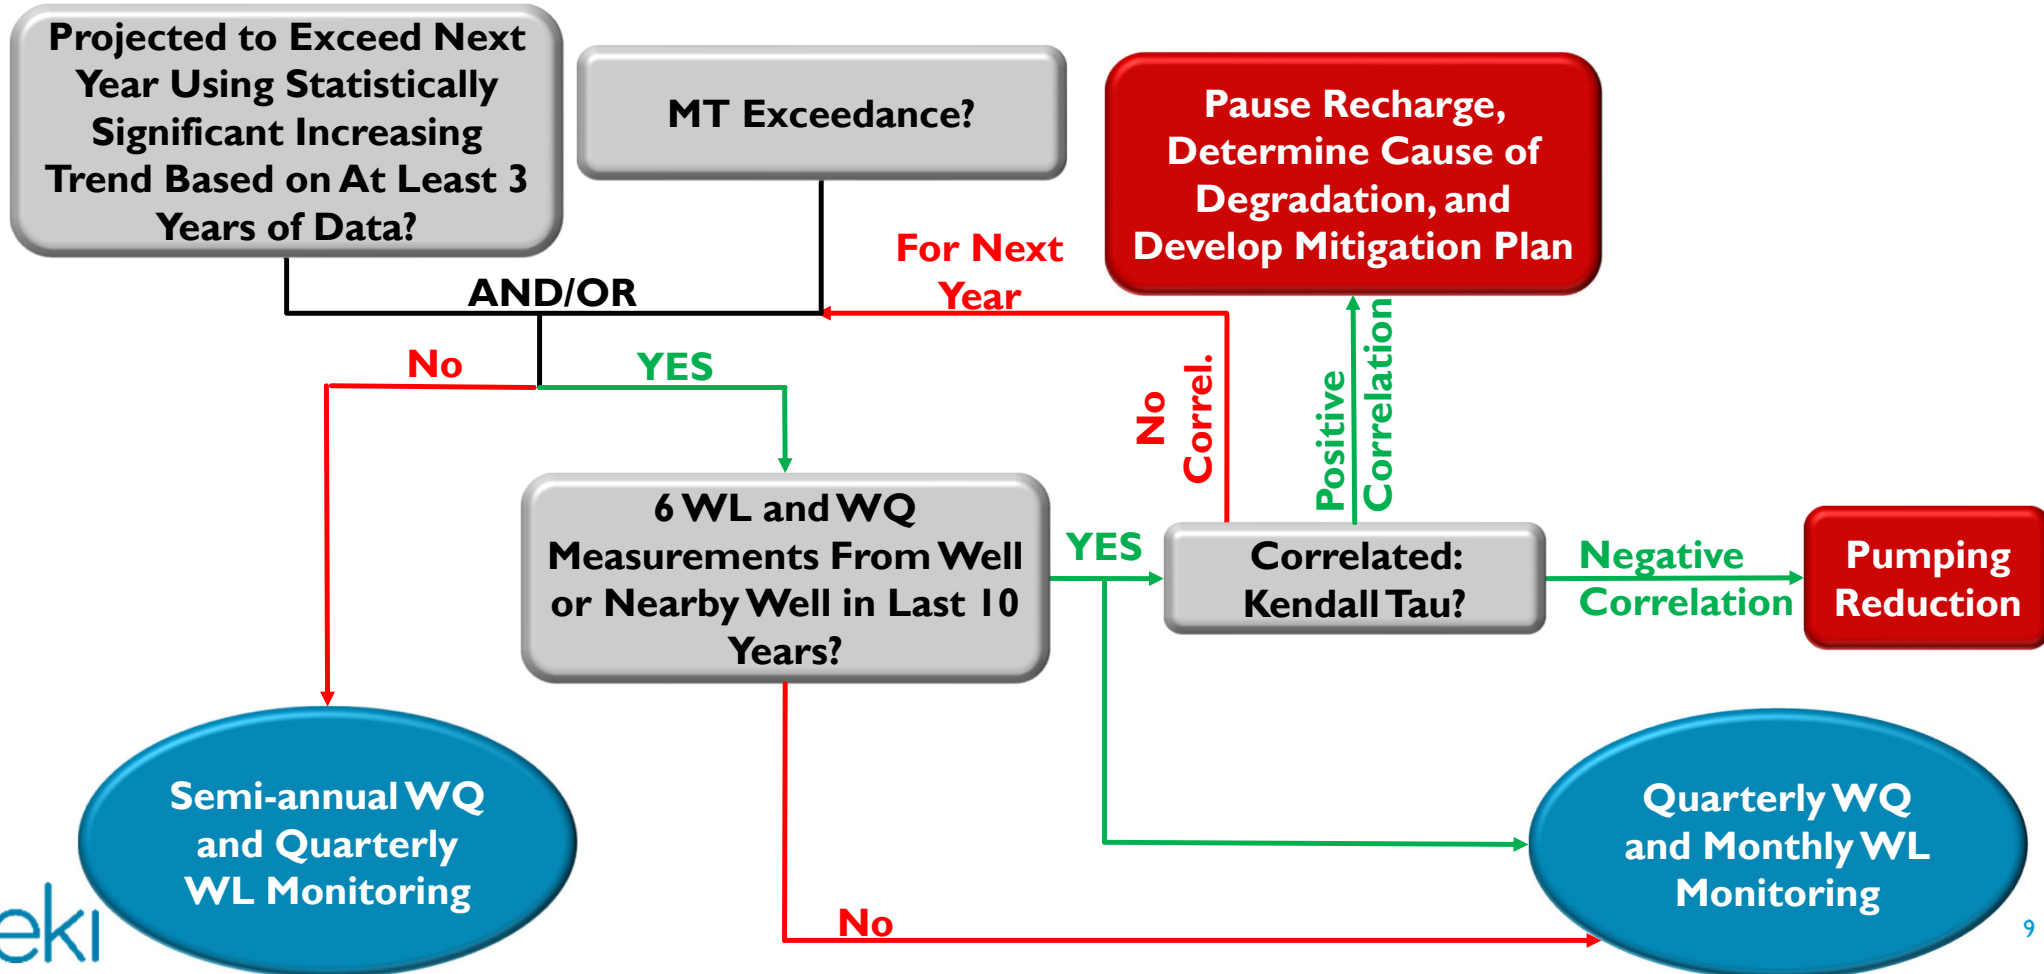 Projected to Exceed Next
Year Using Statistically
Significant Increasing
Trend Based on At Least 3
Years of Data?
MT Exceedance?
Pause Recharge,
Determine Cause of
Degradation, and
Develop Mitigation Plan
For Next
Year
AND/OR
No
YES
No
Correl.
Positive
Correlation
6 WL and WQ
Measurements From Well
or Nearby Well in Last 10
Years?
YES
Correlated:
Kendall Tau?
Negative
Correlation
Pumping
Reduction
Semi-annual WQ
and Quarterly
WL Monitoring
Quarterly WQ
and Monthly WL
Monitoring
No
eki
9